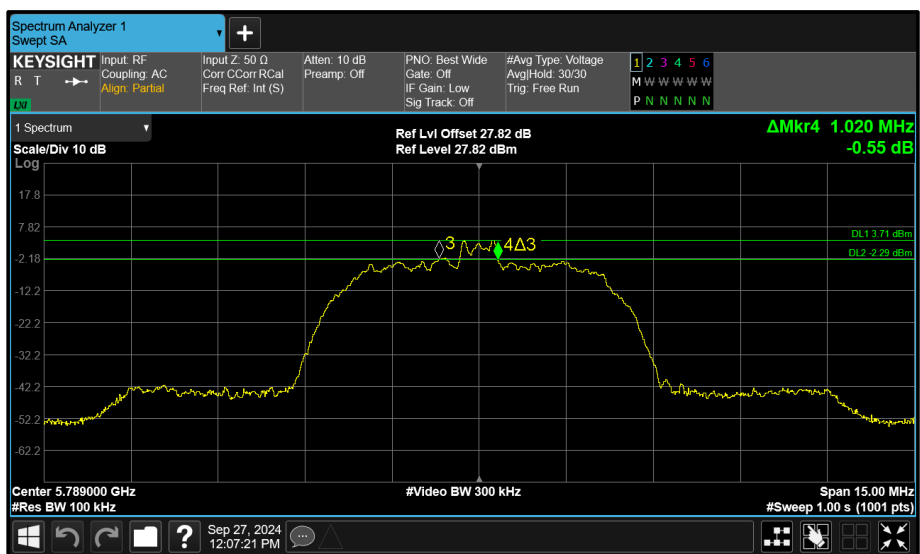 Spectrum Analyzer 1
Swept SA
KEYSIGHT
R T
LXI
Input: RF
Coupling: AC
Align: Partial
Input Z: 50 Ω
Corr CCorr RCal
Freq Ref: Int (S)
Atten: 10 dB
Preamp: Off
PNO: Best Wide
Gate: Off
IF Gain: Low
Sig Track: Off
#Avg Type: Voltage
Avg|Hold: 30/30
Trig: Free Run
1 2 3 4 5 6
M W W W W W
P N N N N N
1 Spectrum
Scale/Div 10 dB
Ref Lvl Offset 27.82 dB
Ref Level 27.82 dBm
ΔMkr4 1.020 MHz
-0.55 dB
Log
17.8
7.82
-2.18
-12.2
-22.2
-32.2
-42.2
-52.2
-62.2
3
4Δ3
DL1 3.71 dBm
DL2 -2.29 dBm
Center 5.789000 GHz
#Res BW 100 kHz
#Video BW 300 kHz
Span 15.00 MHz
#Sweep 1.00 s (1001 pts)
?
Sep 27, 2024
12:07:21 PM